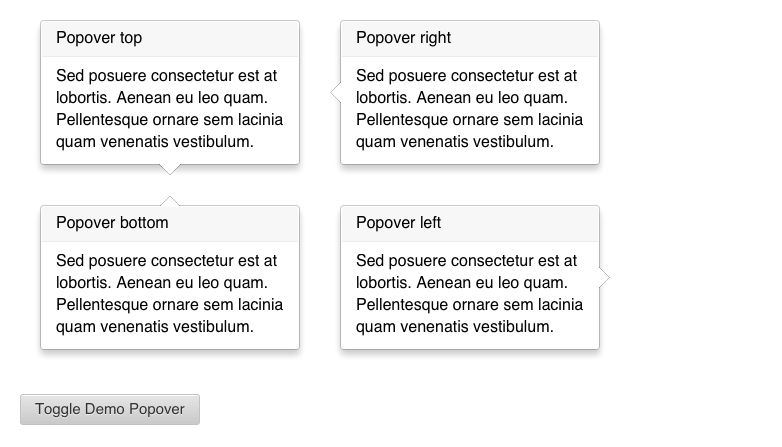 Popover top
Sed posuere consectetur est at
lobortis. Aenean eu leo quam.
Pellentesque ornare sem lacinia
quam venenatis vestibulum.
Popover right
Sed posuere consectetur est at
lobortis. Aenean eu leo quam.
Pellentesque ornare sem lacinia
quam venenatis vestibulum.
Popover bottom
Sed posuere consectetur est at
lobortis. Aenean eu leo quam.
Pellentesque ornare sem lacinia
quam venenatis vestibulum.
Popover left
Sed posuere consectetur est at
lobortis. Aenean eu leo quam.
Pellentesque ornare sem lacinia
quam venenatis vestibulum.
Toggle Demo Popover